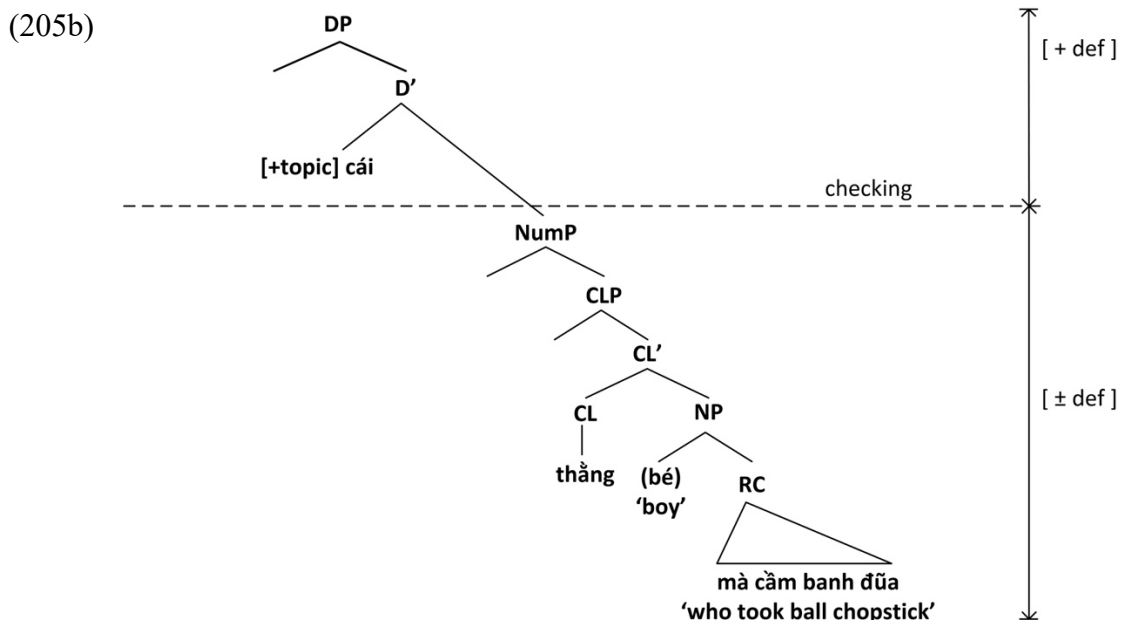 (205b)
DP
[ + def ]
D’
[+topic] cái
checking
NumP
CLP
CL’
CL NP
[ ± def ]
thằng (bé)
‘boy’
RC
mà cầm banh đũa
‘who took ball chopstick’